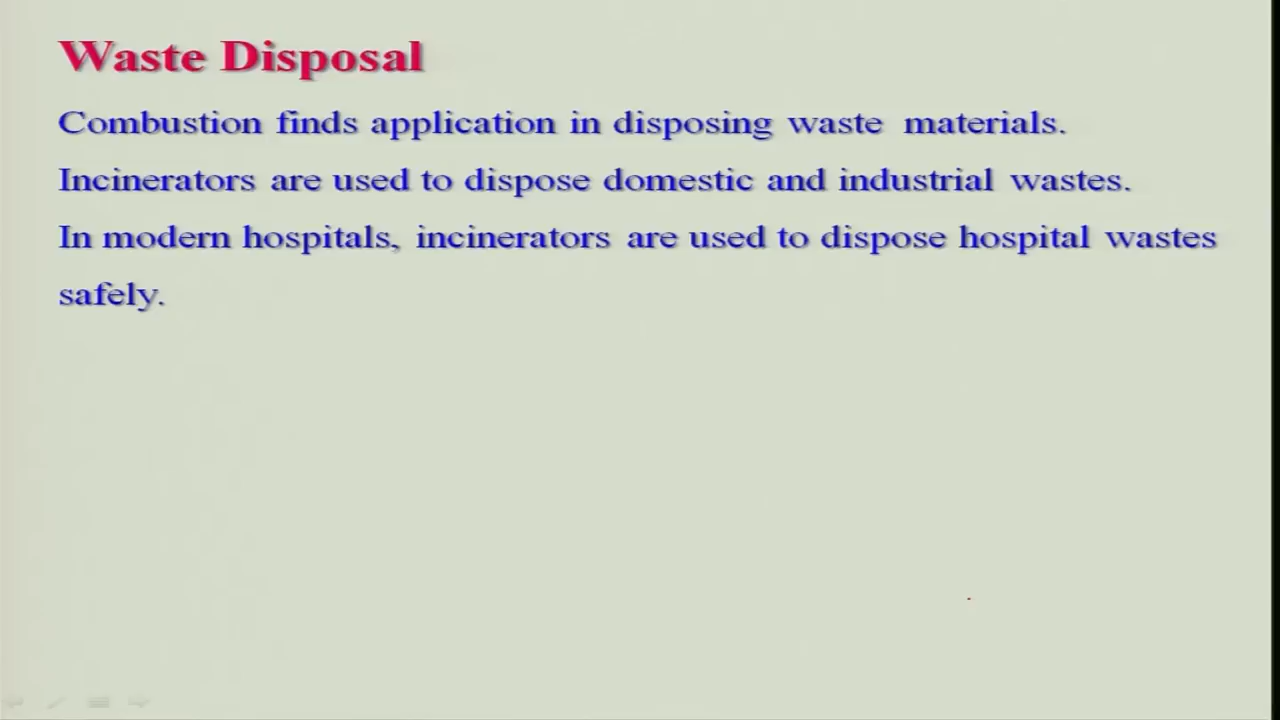 Waste Disposal
Combustion finds application in disposing waste materials.
Incinerators are used to dispose domestic and industrial wastes.
In modern hospitals, incinerators are used to dispose hospital wastes
safely.